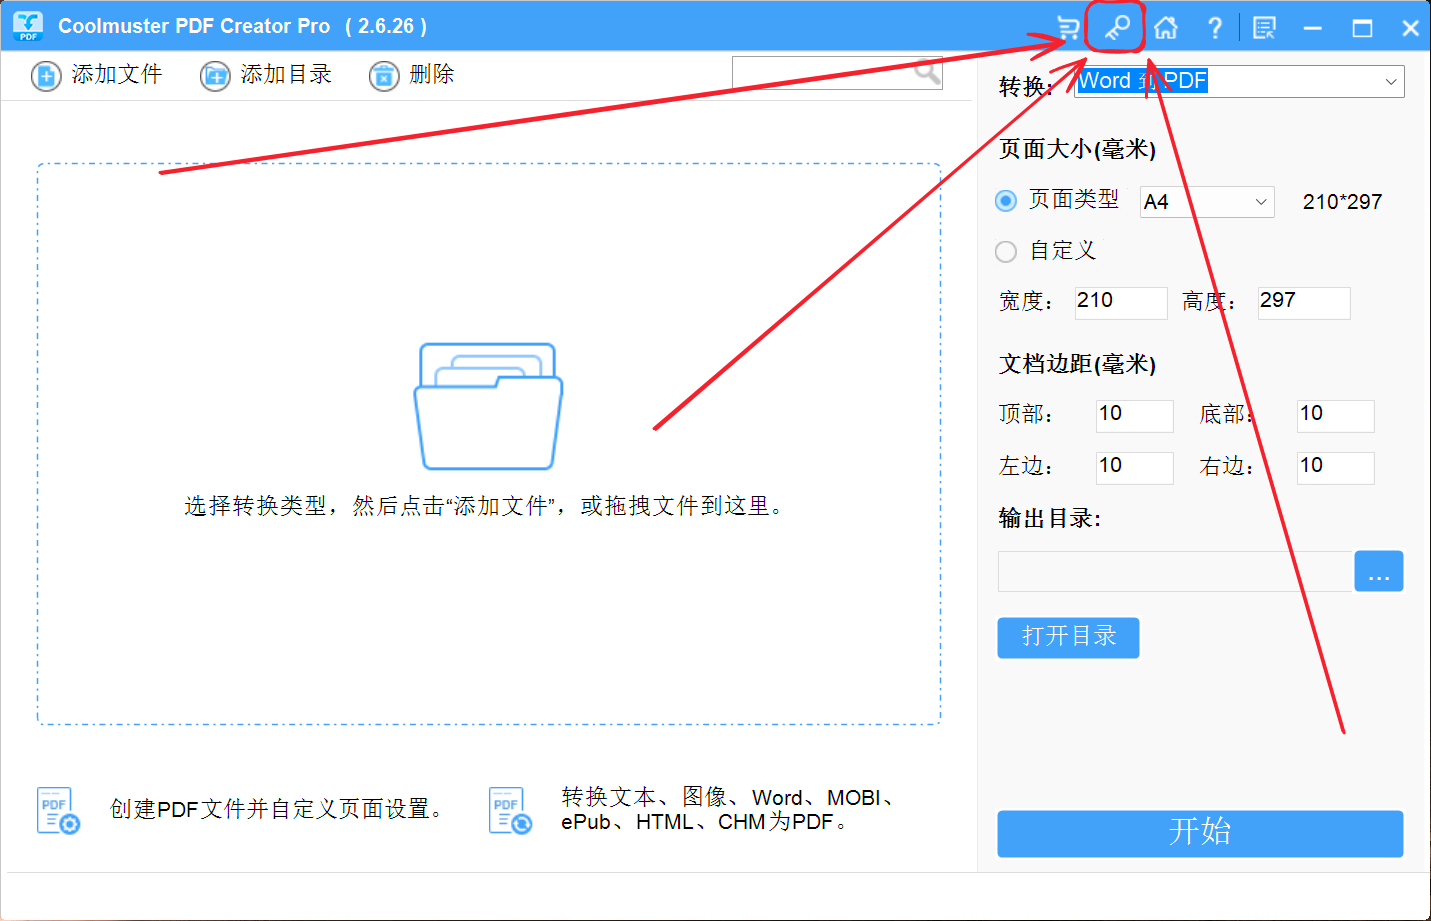 Coolmuster PDF Creator Pro ( 2.6.26 )
添加文件 添加目录 删除
转换: Word 到 PDF
页面大小(毫米)
页面类型 A4 210*297
自定义
宽度: 210 高度: 297
选择转换类型，然后点击“添加文件”，或拖拽文件到这里。
文档边距(毫米)
顶部: 10 底部: 10
左边: 10 右边: 10
输出目录:
...
打开目录
PDF 创建PDF文件并自定义页面设置。
PDF 转换文本、图像、Word、MOBI、
ePub、HTML、CHM为PDF。
开始